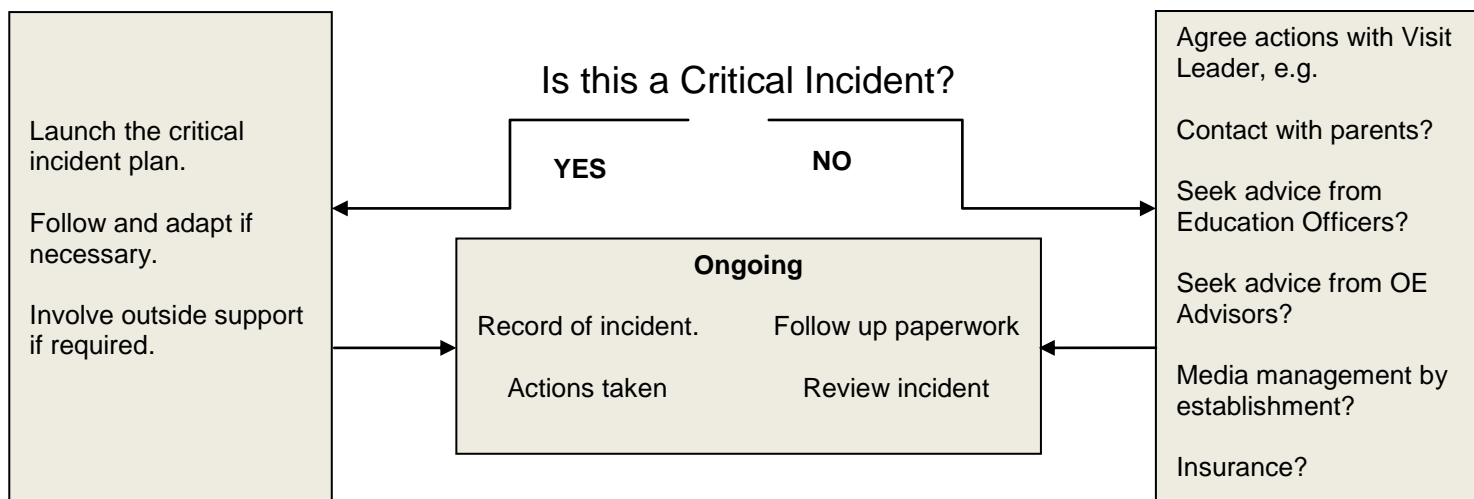 Is this a Critical Incident?
YES
NO
Launch the critical
incident plan.
Follow and adapt if
necessary.
Involve outside support
if required.
Agree actions with Visit
Leader, e.g.
Contact with parents?
Seek advice from
Education Officers?
Seek advice from OE
Advisors?
Media management by
establishment?
Insurance?
Ongoing
Record of incident.
Follow up paperwork
Actions taken
Review incident